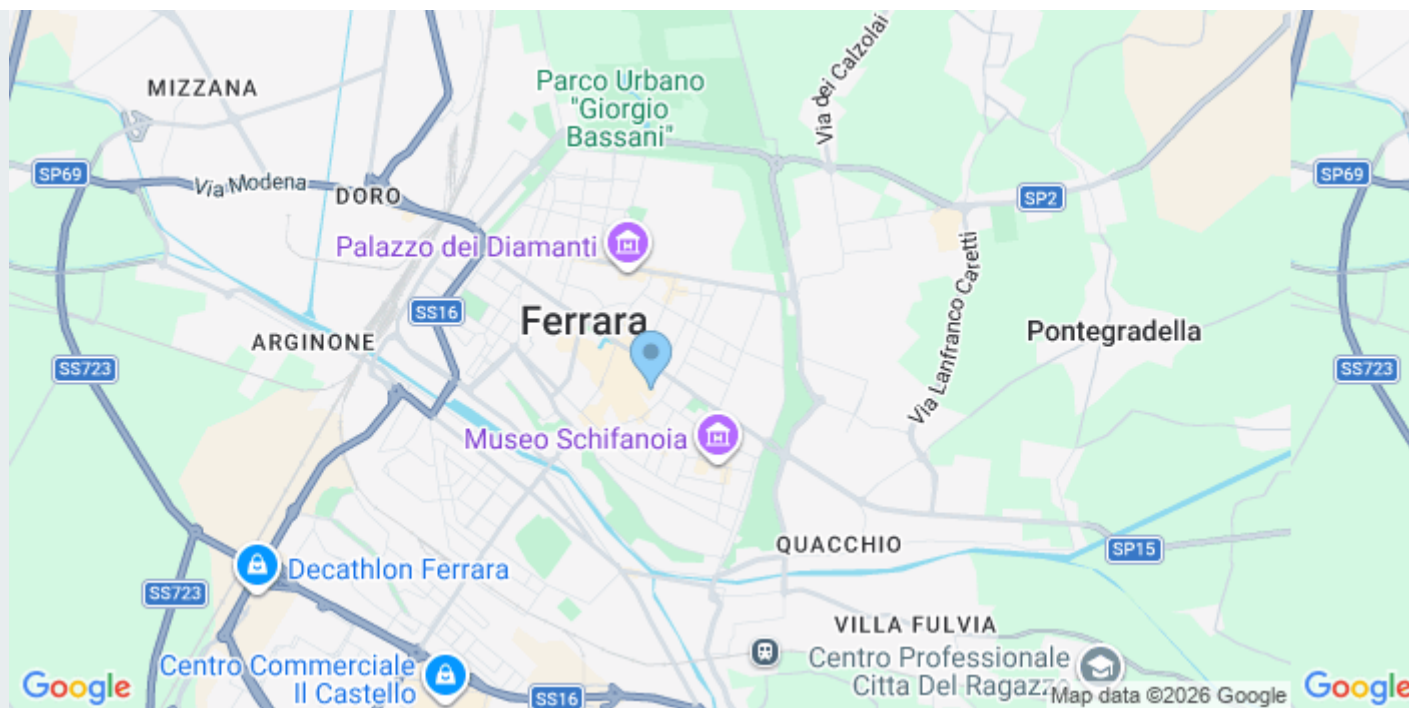 MIZZANA
Parco Urbano
"Giorgio
Bassani"
Via dei Calzolai
SP69
Via Modena
DORO
SP2
SP69
Palazzo dei Diamanti
SS16
Ferrara
ARGINONE
Via Lanfranco Caretti
Pontegradella
SS723
SS723
Museo Schifanoia
QUACCHIO
SP15
Decathlon Ferrara
SS723
VILLA FULVIA
Centro Commerciale
Il Castello
Centro Professionale
Citta Del Ragazzo
SS16
Google
Map data ©2026 Google
Google